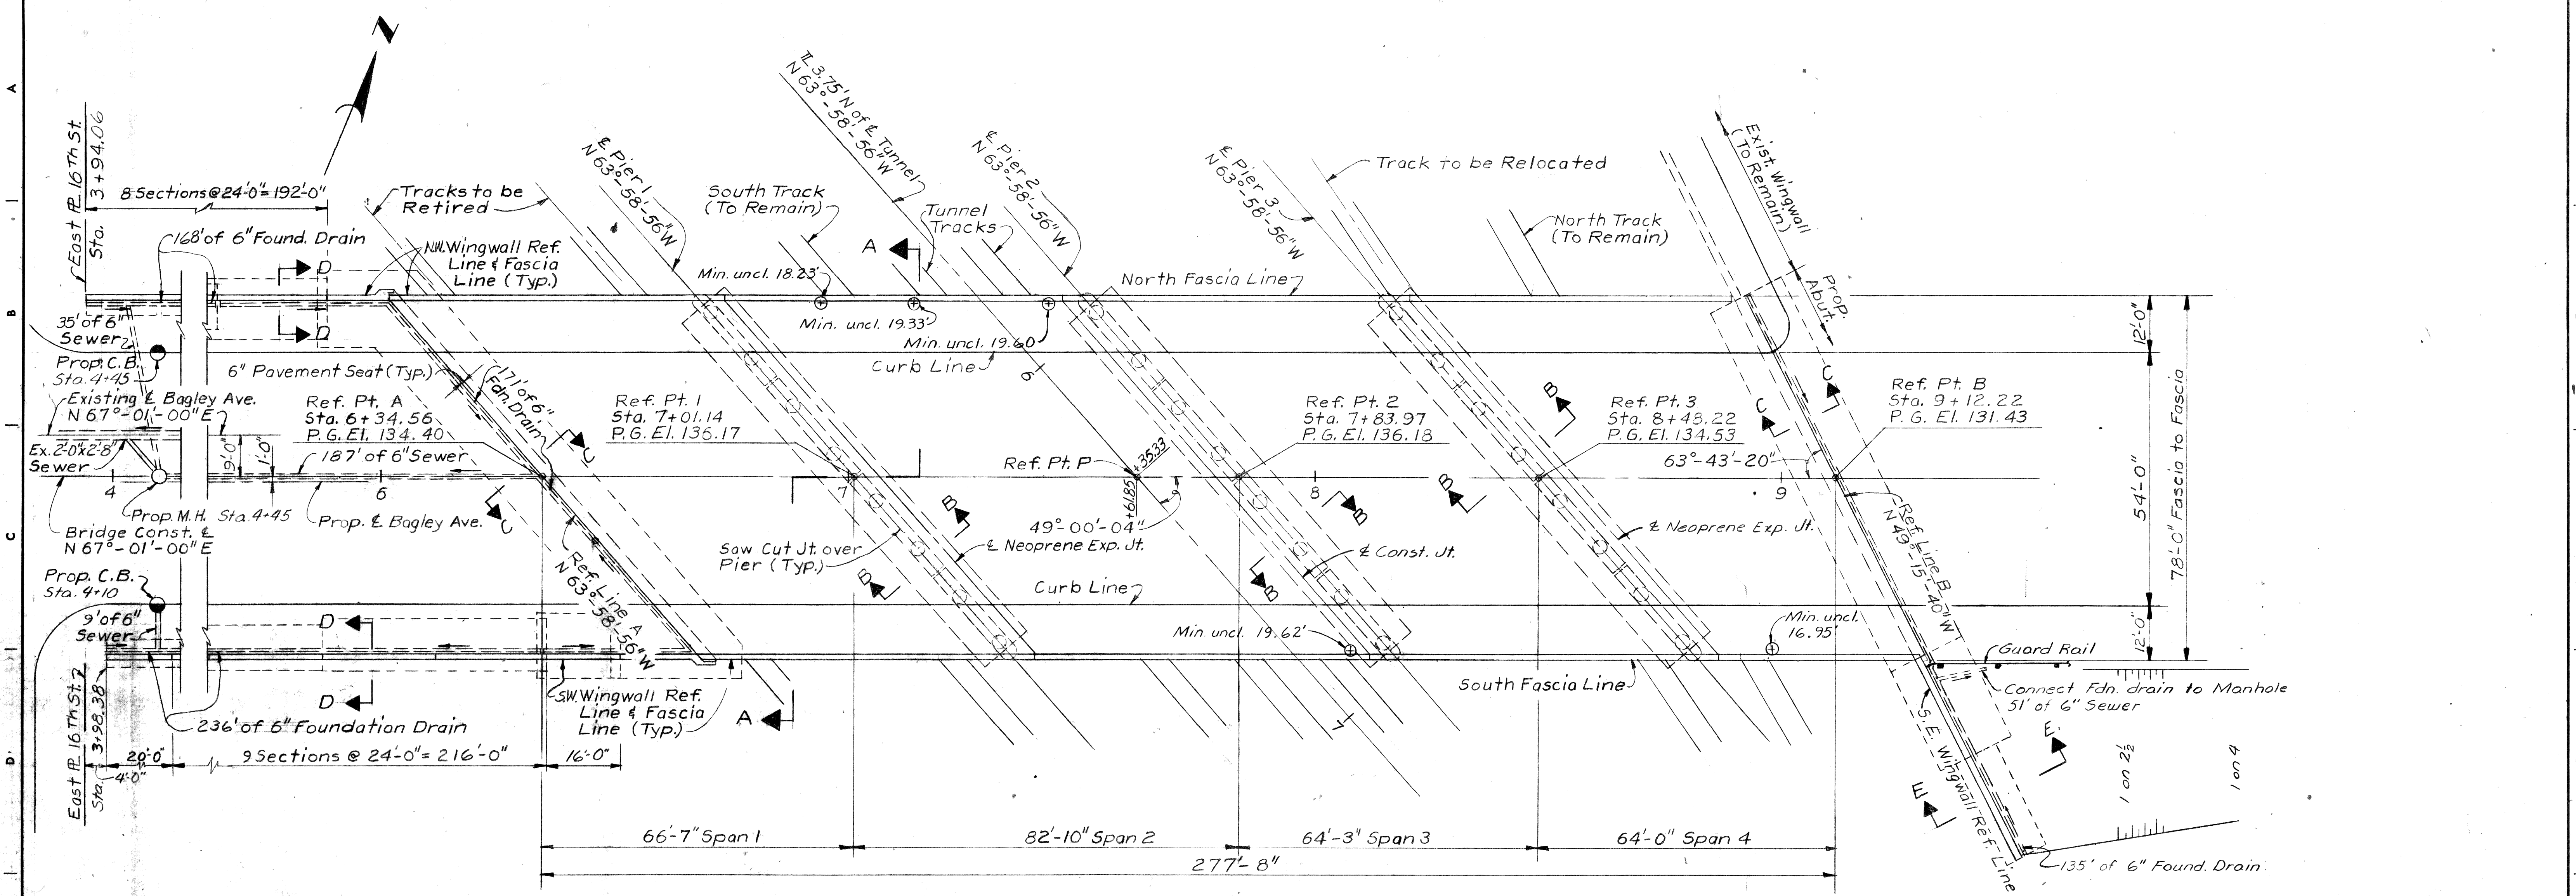 N
A
B
C
D
East ⅊ 16Th St.
Sta. 3+94.06
8 Sections @ 24'-0" = 192'-0"
168' of 6" Found. Drain
Tracks to be
Retired
N.W. Wingwall Ref.
Line & Fascia
Line (Typ.)
℄ Pier 1
N 63°-58'-56" W
South Track
(To Remain)
3.75' N of ℄ Tunnel
N 63°-58'-56" W
Tunnel
Tracks
℄ Pier 2
N 63°-58'-56" W
℄ Pier 3
N 63°-58'-56" W
Track to be Relocated
North Track
(To Remain)
Exist. Wingwall
(To Remain)
Prop.
Abut.
A
D
D
Min. uncl. 18.23'
Min. uncl. 19.33'
Min. uncl. 19.60
North Fascia Line
Curb Line
35' of 6"
Sewer
Prop. C.B.
Sta. 4+45
6" Pavement Seat (Typ.)
171' of 6"
Fdn. Drain
Existing ℄ Bagley Ave.
N 67°-01'-00" E
Ex. 2'-0"x2'-8"
Sewer
9'-0"
1'-0"
187' of 6" Sewer
Ref. Pt. A
Sta. 6+34.56
P.G. El. 134.40
Ref. Pt. 1
Sta. 7+01.14
P.G. El. 136.17
Ref. Pt. 2
Sta. 7+83.97
P.G. El. 136.18
Ref. Pt. 3
Sta. 8+48.22
P.G. El. 134.53
Ref. Pt. B
Sta. 9+12.22
P.G. El. 131.43
63°-43'-20"
Ref. Pt. P
+35.33
+61.85
49°-00'-04"
4
6
7
8
9
6
7
C
C
C
C
B
B
B
B
B
B
Prop. M.H. Sta. 4+45
Prop. ℄ Bagley Ave.
Bridge Const. ℄
N 67°-01'-00" E
Prop. C.B.
Sta. 4+10
9' of 6"
Sewer
Ref. Line A
N 63°-58'-56" W
Saw Cut Jt. over
Pier (Typ.)
℄ Neoprene Exp. Jt.
℄ Const. Jt.
℄ Neoprene Exp. Jt.
Ref. Line B
N 49°-15'-40" W
Curb Line
Min. uncl. 19.62'
Min. uncl.
16.95'
South Fascia Line
12'-0"
54'-0"
12'-0"
78'-0" Fascia to Fascia
Guard Rail
Connect Fdn. drain to Manhole
51' of 6" Sewer
D
D
S.W. Wingwall Ref.
Line & Fascia
Line (Typ.)
A
East ⅊ 16Th St.
Sta. 3+98.38
236' of 6" Foundation Drain
20'-0"
4'-0"
9 Sections @ 24'-0" = 216'-0"
16'-0"
S.E. Wingwall Ref. Line
E
E
1 on 2½
1 on 4
135' of 6" Found. Drain
66'-7" Span 1
82'-10" Span 2
64'-3" Span 3
64'-0" Span 4
277'-8"